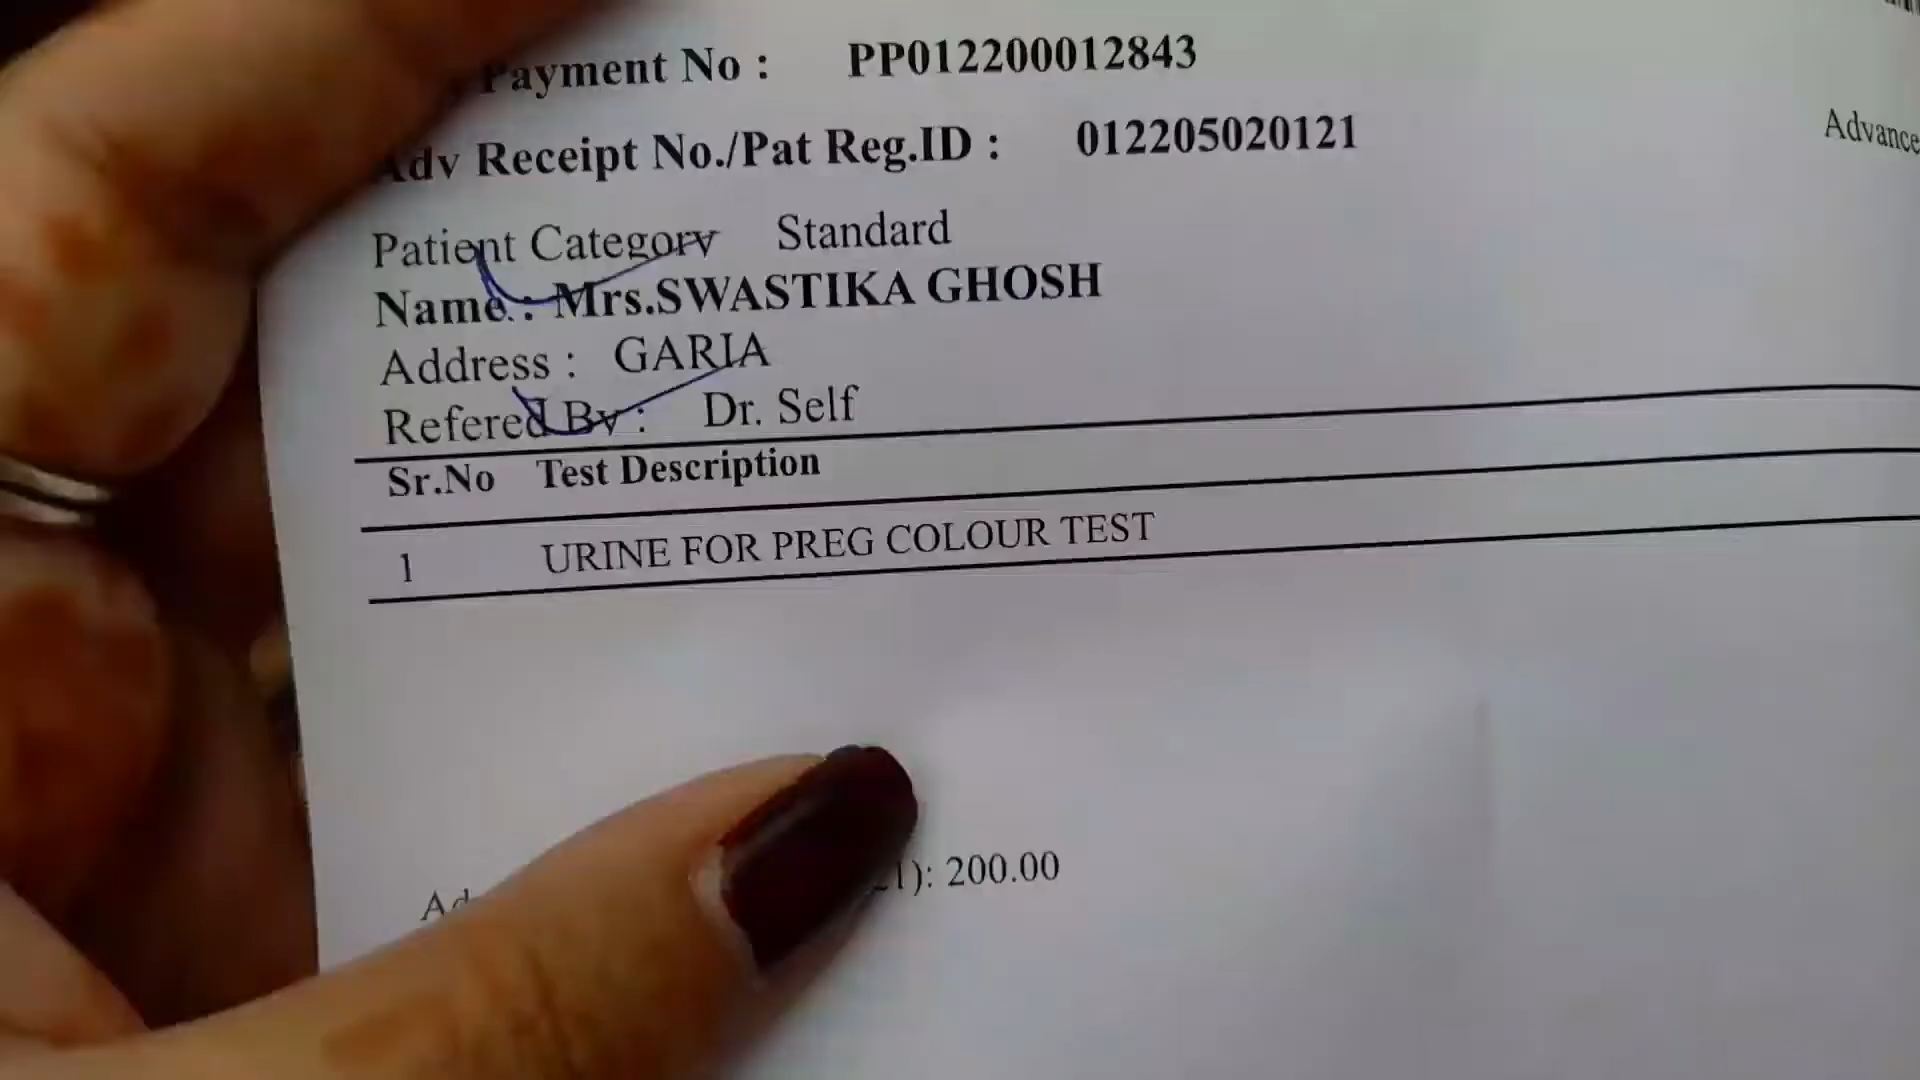 Payment No : PP012200012843
Adv Receipt No./Pat Reg.ID : 012205020121
Advance
Patient Category Standard
Name : Mrs.SWASTIKA GHOSH
Address : GARIA
Refered By : Dr. Self
Sr.No Test Description
1 URINE FOR PREG COLOUR TEST
1): 200.00